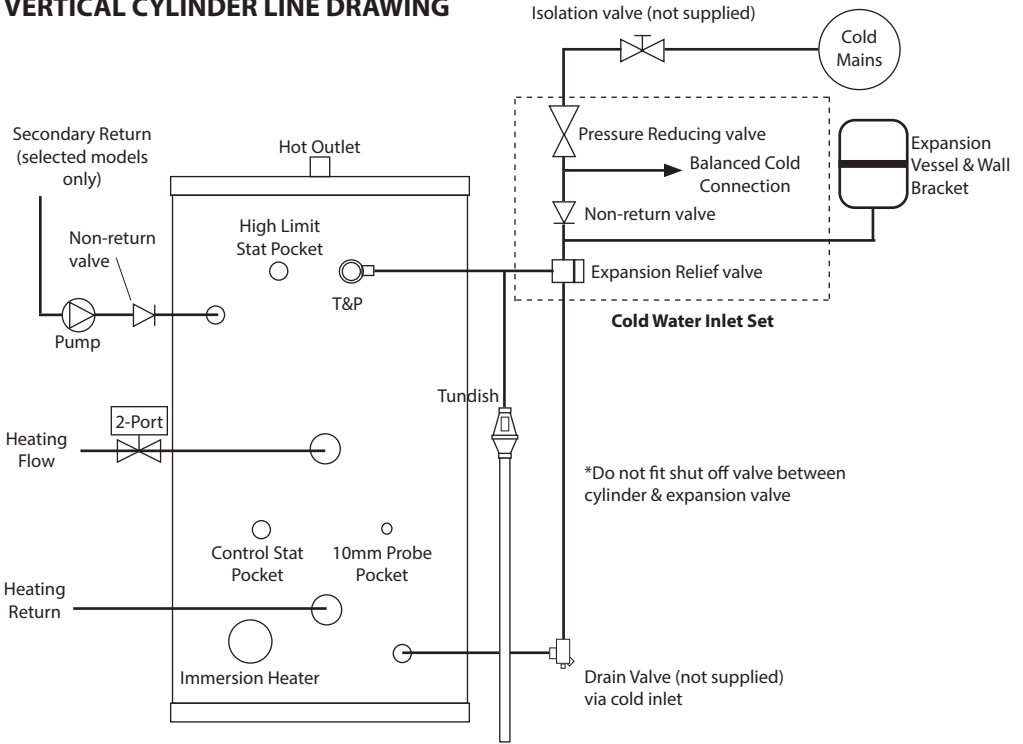 VERTICAL CYLINDER LINE DRAWING
Isolation valve (not supplied)
Cold
Mains
Pressure Reducing valve
Balanced Cold
Connection
Non-return valve
Expansion Relief valve
Cold Water Inlet Set
Expansion
Vessel & Wall
Bracket
Secondary Return
(selected models
only)
Hot Outlet
Non-return
valve
High Limit
Stat Pocket
T&P
Pump
Tundish
2-Port
Heating
Flow
*Do not fit shut off valve between
cylinder & expansion valve
Control Stat
Pocket
10mm Probe
Pocket
Heating
Return
Immersion Heater
Drain Valve (not supplied)
via cold inlet